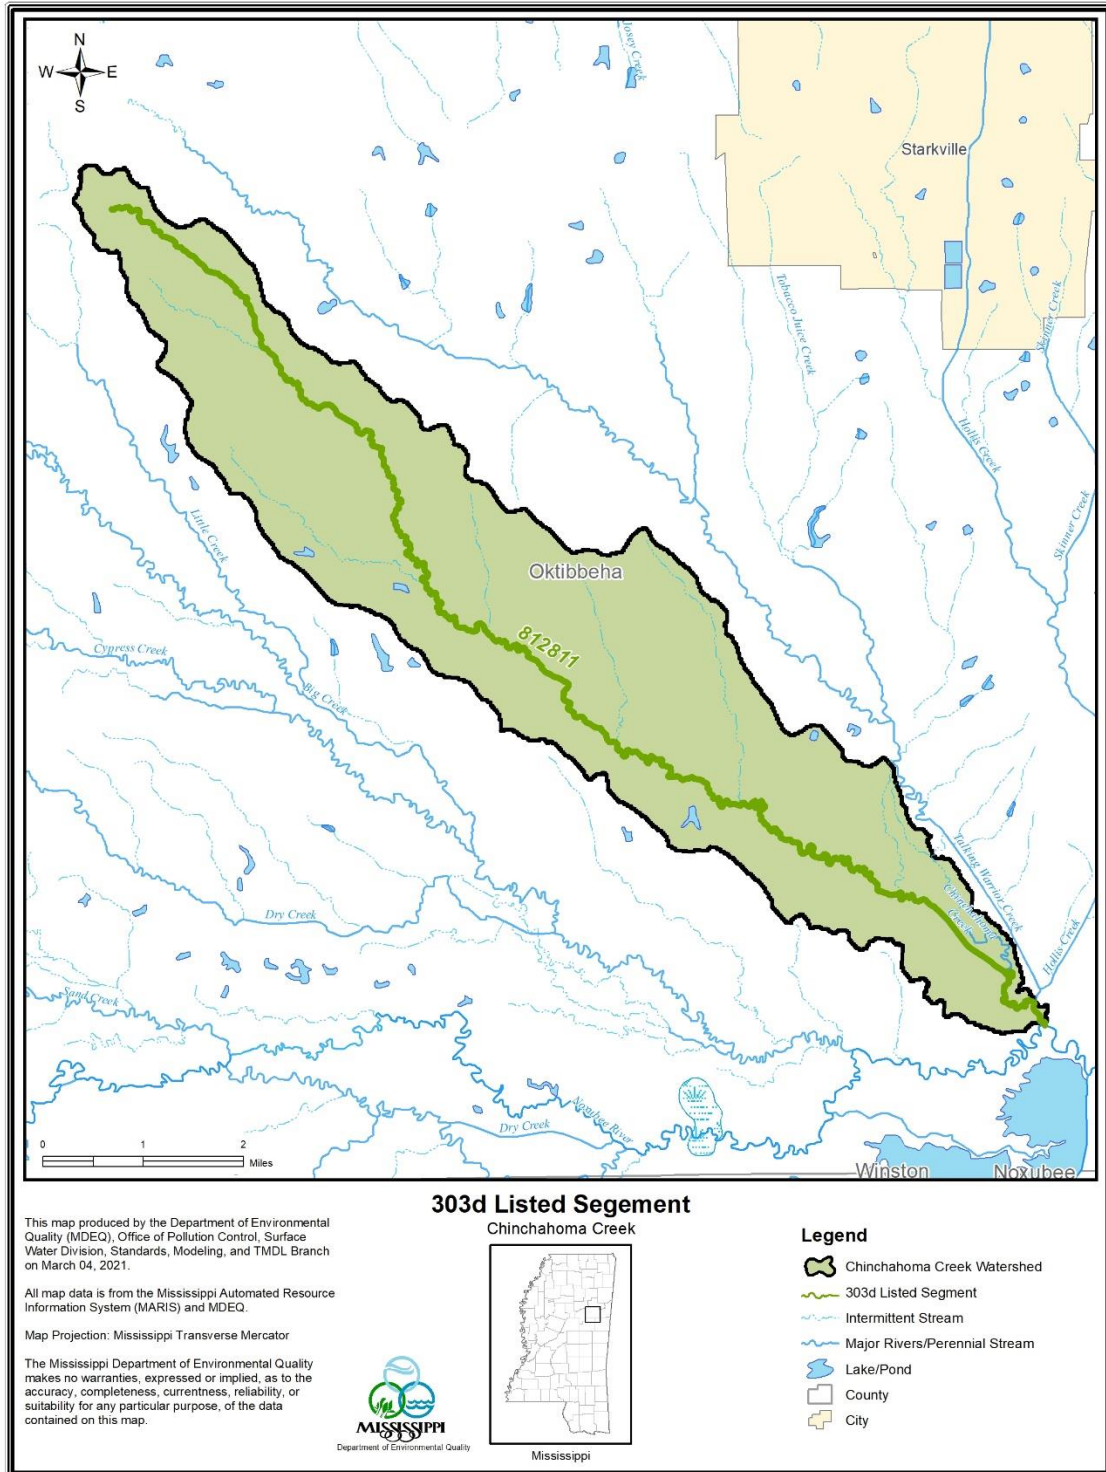 N
W E
S
Josey Creek
Starkville
Tobacco Juice Creek
Skinner Creek
Hollis Creek
Skinner Creek
Little Creek
Oktibbeha
812811
Cypress Creek
Big Creek
Talking Warrior Creek
Chinchahoma
Creek
Hollis Creek
Dry Creek
Sand Creek
Noxubee River
Dry Creek
0 1 2
Miles
Winston
Noxubee
303d Listed Segement
Chinchahoma Creek
This map produced by the Department of Environmental
Quality (MDEQ), Office of Pollution Control, Surface
Water Division, Standards, Modeling, and TMDL Branch
on March 04, 2021.
All map data is from the Mississippi Automated Resource
Information System (MARIS) and MDEQ.
Map Projection: Mississippi Transverse Mercator
The Mississippi Department of Environmental Quality
makes no warranties, expressed or implied, as to the
accuracy, completeness, currentness, reliability, or
suitability for any particular purpose, of the data
contained on this map.
MISSISSIPPI
Department of Environmental Quality
Mississippi
Legend
Chinchahoma Creek Watershed
303d Listed Segment
Intermittent Stream
Major Rivers/Perennial Stream
Lake/Pond
County
City